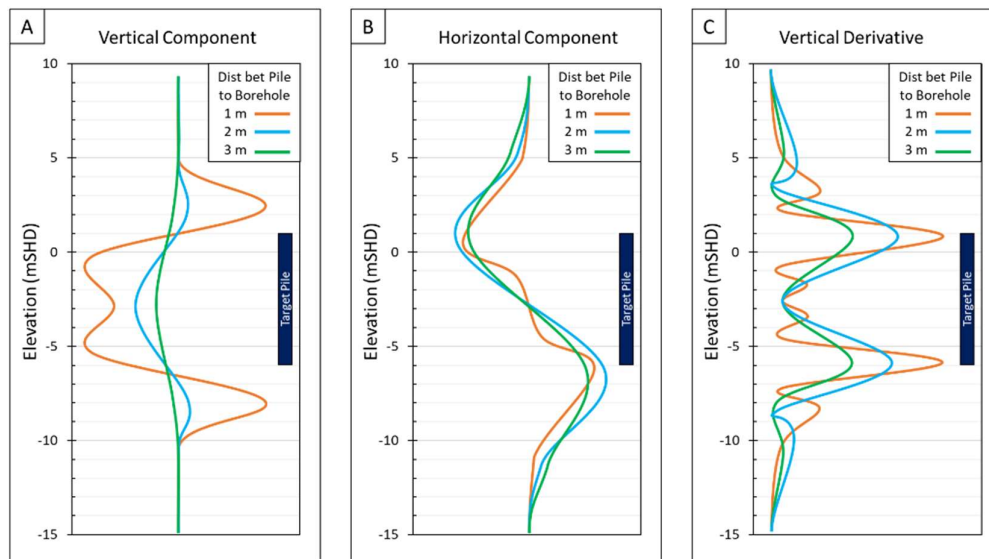 A
Vertical Component
Elevation (mSHD)
10
5
0
-5
-10
-15
Dist bet Pile
to Borehole
1 m
2 m
3 m
Target Pile
B
Horizontal Component
Elevation (mSHD)
10
5
0
-5
-10
-15
Dist bet Pile
to Borehole
1 m
2 m
3 m
Target Pile
C
Vertical Derivative
Elevation (mSHD)
10
5
0
-5
-10
-15
Dist bet Pile
to Borehole
1 m
2 m
3 m
Target Pile